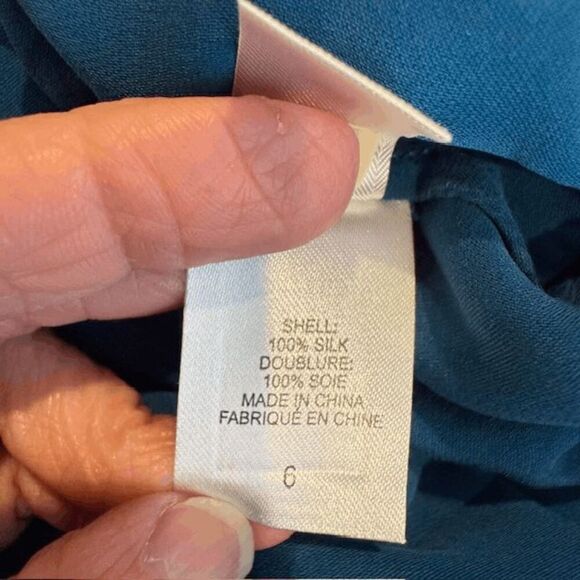 SHELL:
100% SILK
DOUBLURE:
100% SOIE
MADE IN CHINA
FABRIQUÉ EN CHINE
6